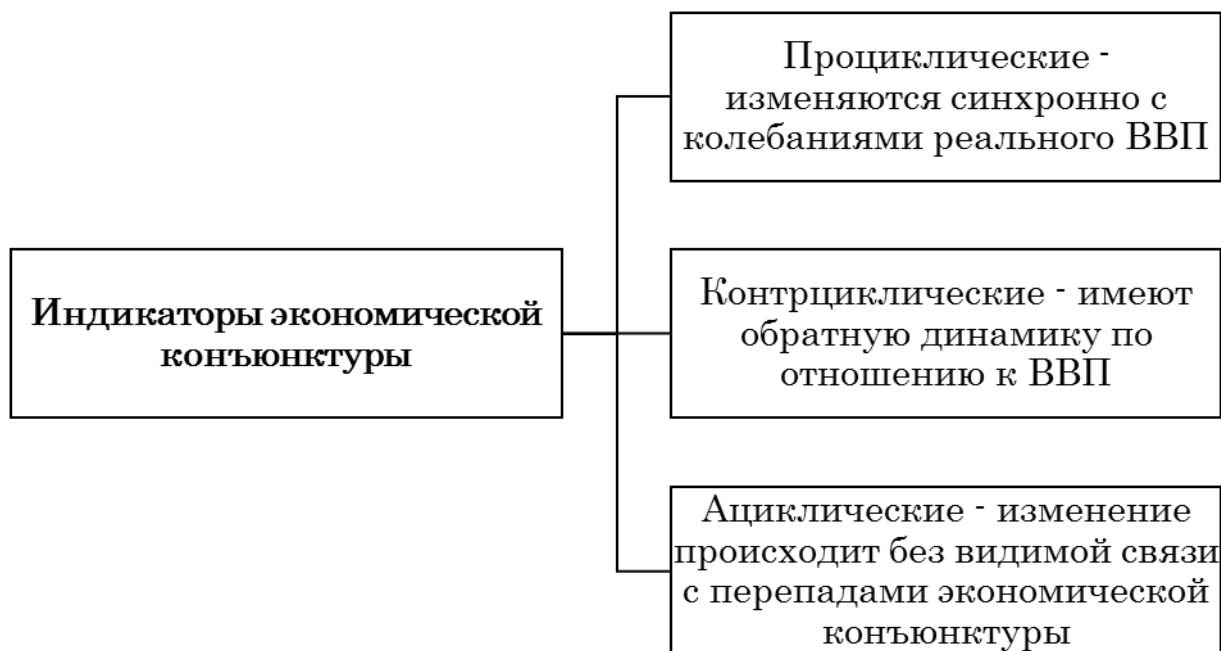 Индикаторы экономической
конъюнктуры
Проциклические -
изменяются синхронно с
колебаниями реального ВВП
Контрциклические - имеют
обратную динамику по
отношению к ВВП
Ациклические - изменение
происходит без видимой связи
с перепадами экономической
конъюнктуры